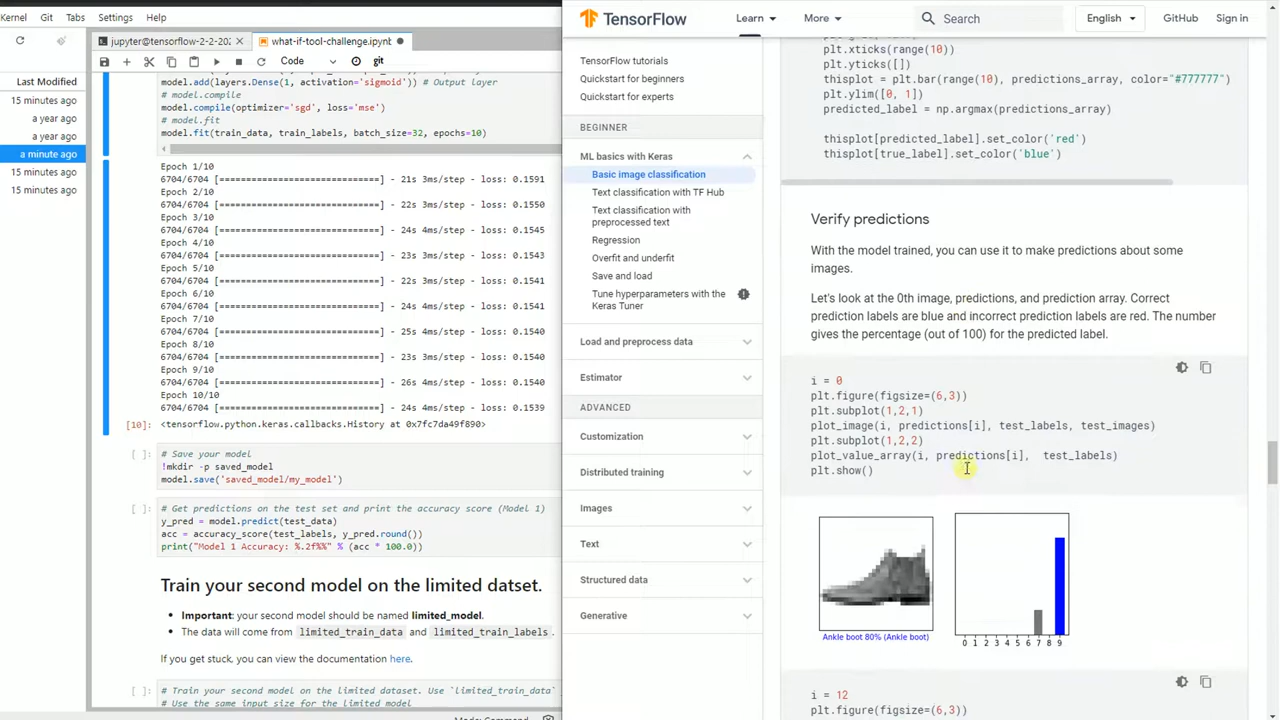 Kernel Git Tabs Settings Help
jupyter@tensorflow-2-2-202 what-if-tool-challenge.ipynb
Code git
Last Modified
15 minutes ago
a year ago
a year ago
a minute ago
15 minutes ago
15 minutes ago
model.add(layers.Dense(1, activation='sigmoid')) # Output layer
# model.compile
model.compile(optimizer='sgd', loss='mse')
# model.fit
model.fit(train_data, train_labels, batch_size=32, epochs=10)
Epoch 1/10
6704/6704 [==============================] - 21s 3ms/step - loss: 0.1591
Epoch 2/10
6704/6704 [==============================] - 22s 3ms/step - loss: 0.1550
Epoch 3/10
6704/6704 [==============================] - 24s 4ms/step - loss: 0.1545
Epoch 4/10
6704/6704 [==============================] - 23s 3ms/step - loss: 0.1543
Epoch 5/10
6704/6704 [==============================] - 24s 4ms/step - loss: 0.1541
Epoch 6/10
6704/6704 [==============================] - 24s 4ms/step - loss: 0.1541
Epoch 7/10
6704/6704 [==============================] - 25s 4ms/step - loss: 0.1540
Epoch 8/10
6704/6704 [==============================] - 23s 3ms/step - loss: 0.1540
Epoch 9/10
6704/6704 [==============================] - 26s 4ms/step - loss: 0.1540
Epoch 10/10
6704/6704 [==============================] - 24s 4ms/step - loss: 0.1539
[10]: <tensorflow.python.keras.callbacks.History at 0x7fc7da49f890>
[ ]: # Save your model
!mkdir -p saved_model
model.save('saved_model/my_model')
[ ]: # Get predictions on the test set and print the accuracy score (Model 1)
y_pred = model.predict(test_data)
acc = accuracy_score(test_labels, y_pred.round())
print("Model 1 Accuracy: %.2f%%" % (acc * 100.0))
Train your second model on the limited datset.
• Important: your second model should be named limited_model.
• The data will come from limited_train_data and limited_train_labels.
If you get stuck, you can view the documentation here.
[ ]: # Train your second model on the limited dataset. Use `limited_train_data`
# Use the same input size for the limited model
TensorFlow Learn More Search English GitHub Sign in
TensorFlow tutorials
Quickstart for beginners
Quickstart for experts
BEGINNER
ML basics with Keras
Basic image classification
Text classification with TF Hub
Text classification with
preprocessed text
Regression
Overfit and underfit
Save and load
Tune hyperparameters with the
Keras Tuner
Load and preprocess data
Estimator
ADVANCED
Customization
Distributed training
Images
Text
Structured data
Generative
plt.xticks(range(10))
plt.yticks([])
thisplot = plt.bar(range(10), predictions_array, color="#777777")
plt.ylim([0, 1])
predicted_label = np.argmax(predictions_array)
thisplot[predicted_label].set_color('red')
thisplot[true_label].set_color('blue')
Verify predictions
With the model trained, you can use it to make predictions about some
images.
Let's look at the 0th image, predictions, and prediction array. Correct
prediction labels are blue and incorrect prediction labels are red. The number
gives the percentage (out of 100) for the predicted label.
i = 0
plt.figure(figsize=(6,3))
plt.subplot(1,2,1)
plot_image(i, predictions[i], test_labels, test_images)
plt.subplot(1,2,2)
plot_value_array(i, predictions[i], test_labels)
plt.show()
Ankle boot 80% (Ankle boot)
0 1 2 3 4 5 6 7 8 9
i = 12
plt.figure(figsize=(6,3))